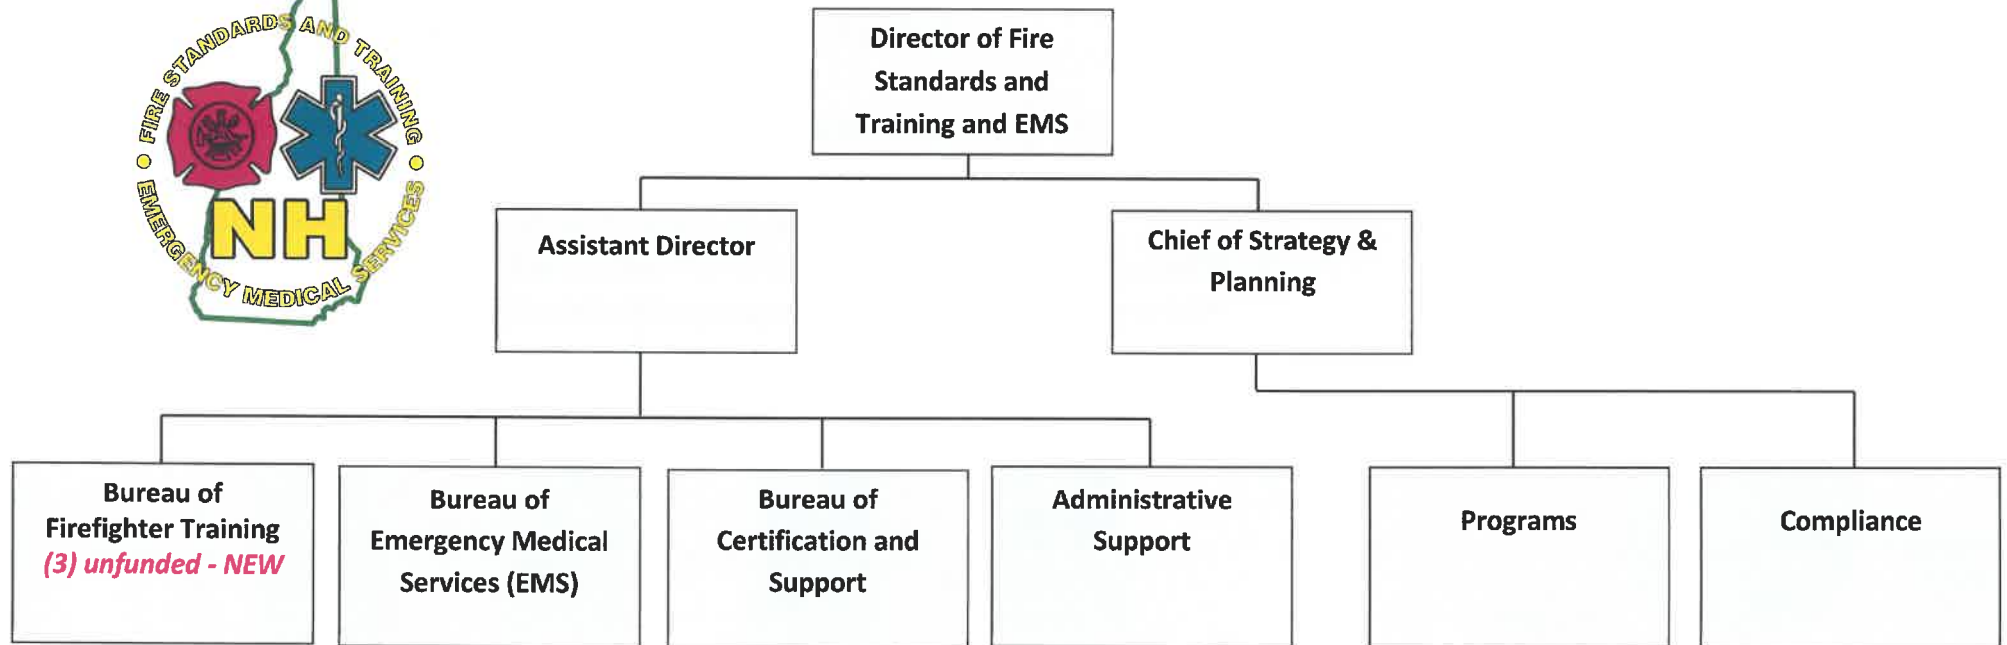 FIRE STANDARDS AND TRAINING
EMERGENCY MEDICAL SERVICES
NH
Director of Fire
Standards and
Training and EMS
Assistant Director
Chief of Strategy &
Planning
Bureau of
Firefighter Training
(3) unfunded - NEW
Bureau of
Emergency Medical
Services (EMS)
Bureau of
Certification and
Support
Administrative
Support
Programs
Compliance